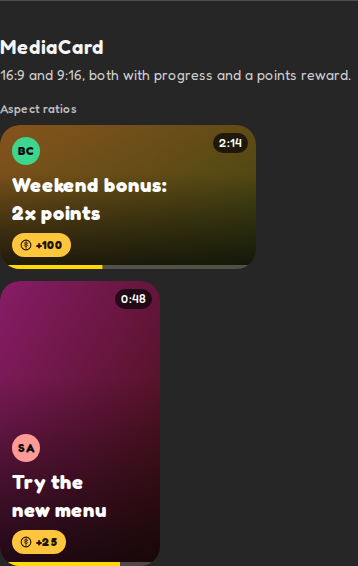 MediaCard
16:9 and 9:16, both with progress and a points reward.
Aspect ratios
2:14
BC
Weekend bonus:
2x points
+100
0:48
SA
Try the
new menu
+25